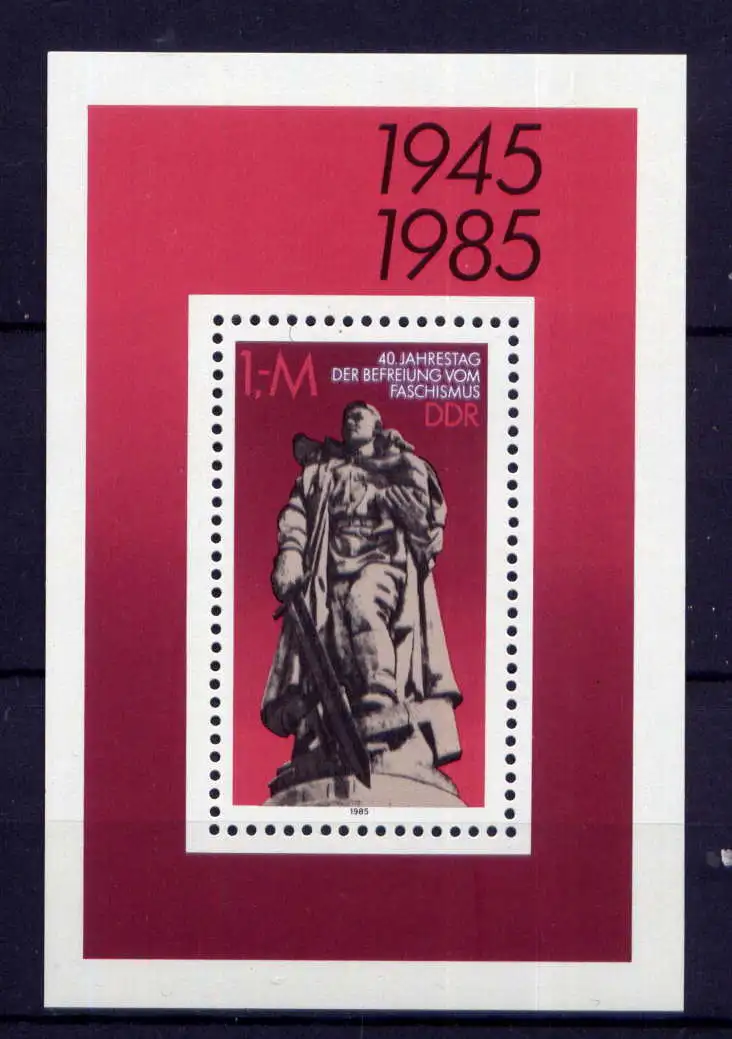 1945
1985
1,-M
40. JAHRESTAG
DER BEFREIUNG VOM
FASCHISMUS
DDR
1985